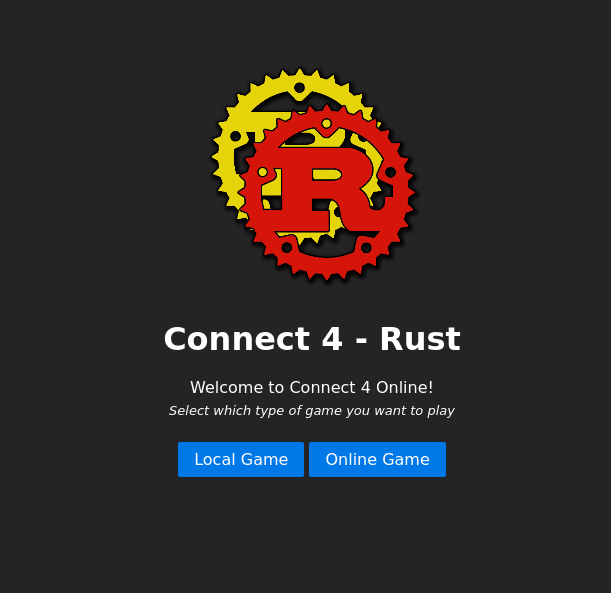 R
Connect 4 - Rust
Welcome to Connect 4 Online!
Select which type of game you want to play
Local Game Online Game